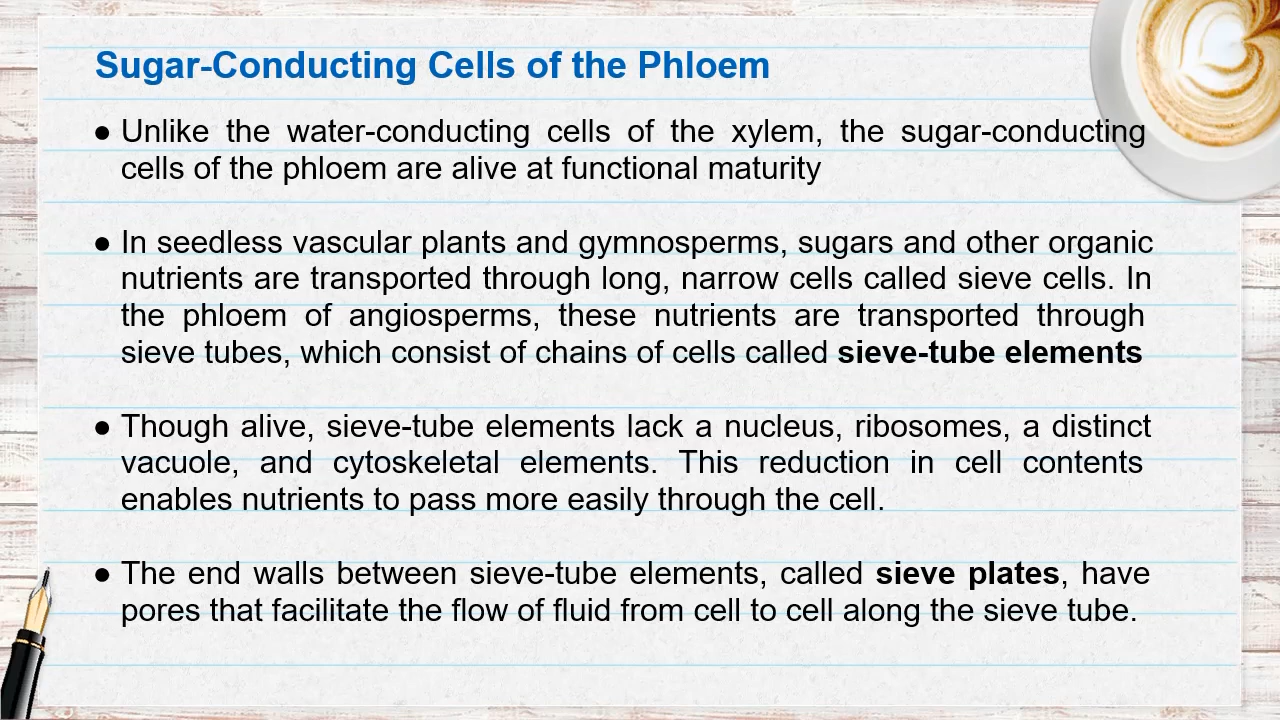 Sugar-Conducting Cells of the Phloem
● Unlike the water-conducting cells of the xylem, the sugar-conducting
cells of the phloem are alive at functional maturity
● In seedless vascular plants and gymnosperms, sugars and other organic
nutrients are transported through long, narrow cells called sieve cells. In
the phloem of angiosperms, these nutrients are transported through
sieve tubes, which consist of chains of cells called sieve-tube elements
● Though alive, sieve-tube elements lack a nucleus, ribosomes, a distinct
vacuole, and cytoskeletal elements. This reduction in cell contents
enables nutrients to pass more easily through the cell.
● The end walls between sieve-tube elements, called sieve plates, have
pores that facilitate the flow of fluid from cell to cell along the sieve tube.